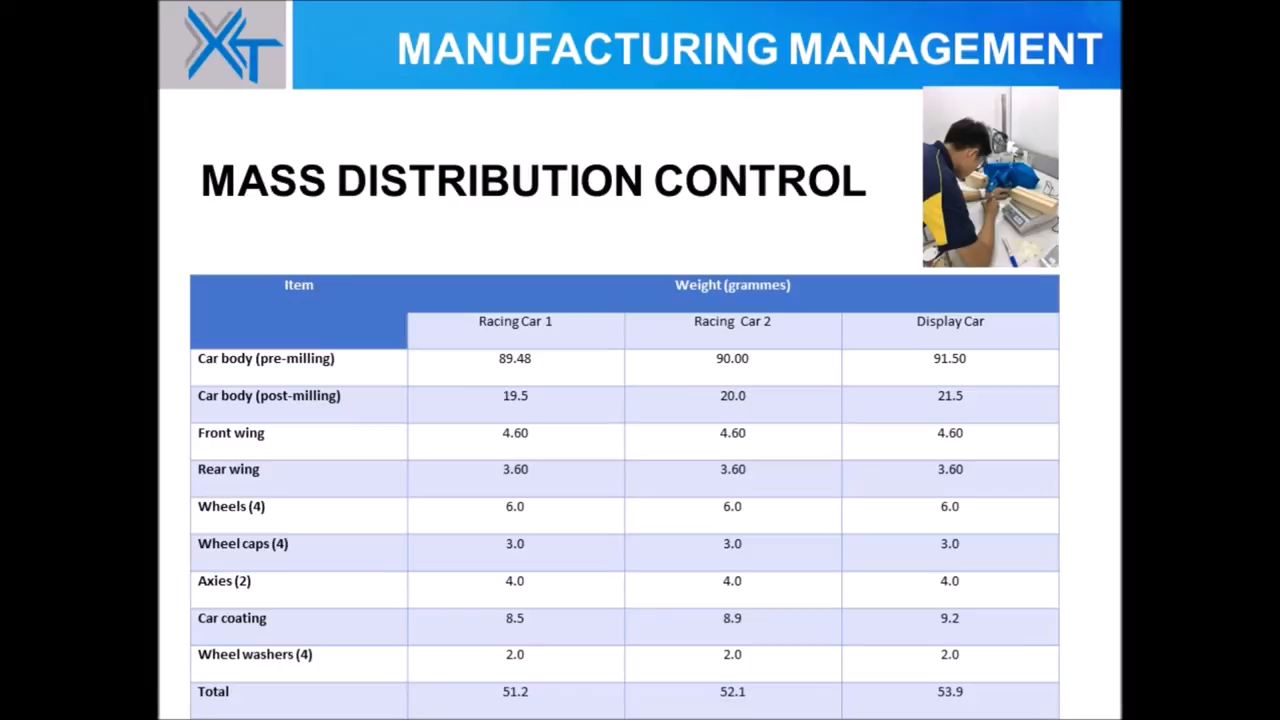 XT
MANUFACTURING MANAGEMENT
MASS DISTRIBUTION CONTROL
Item Weight (grammes)
Racing Car 1 Racing Car 2 Display Car
Car body (pre-milling) 89.48 90.00 91.50
Car body (post-milling) 19.5 20.0 21.5
Front wing 4.60 4.60 4.60
Rear wing 3.60 3.60 3.60
Wheels (4) 6.0 6.0 6.0
Wheel caps (4) 3.0 3.0 3.0
Axies (2) 4.0 4.0 4.0
Car coating 8.5 8.9 9.2
Wheel washers (4) 2.0 2.0 2.0
Total 51.2 52.1 53.9